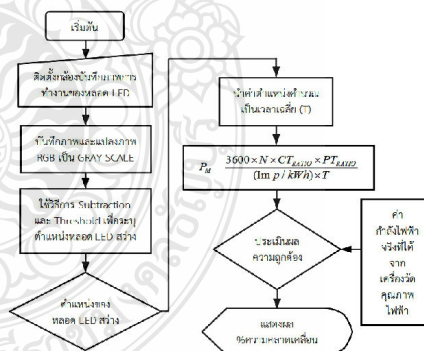 เริ่มต้น
ติดตั้งกล้องบันทึกภาพการ
ทำงานของหลอด LED
บันทึกภาพและแปลงภาพ
RGB เป็น GRAY SCALE
ใช้วิธีการ Subtraction
และ Threshold เพื่อระบุ
ตำแหน่งหลอด LED สว่าง
ตำแหน่งของ
หลอด LED สว่าง
นำค่าตำแหน่งคำนวณ
เป็นเวลาเฉลี่ย (T)
P_M = 3600 × N × CT_RATIO × PT_RATIO / (Im p / kWh) × T
ประเมินผล
ความถูกต้อง
ค่า
กำลังไฟฟ้า
จริงที่ได้
จาก
เครื่องวัด
คุณภาพ
ไฟฟ้า
แสดงผล
%ความคลาดเคลื่อน